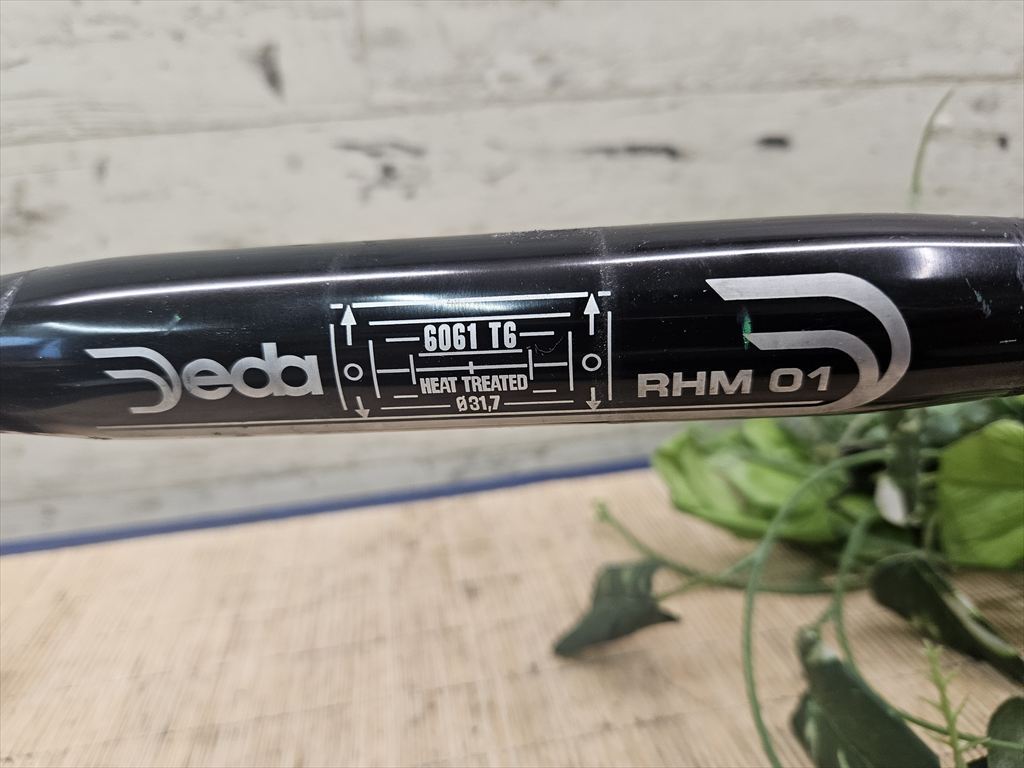 Deda
6061 T6
HEAT TREATED
Ø31,7
RHM 01